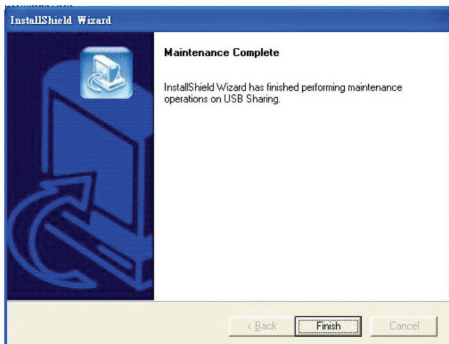 InstallShield Wizard
Maintenance Complete
InstallShield Wizard has finished performing maintenance
operations on USB Sharing.
< Back
Finish
Cancel